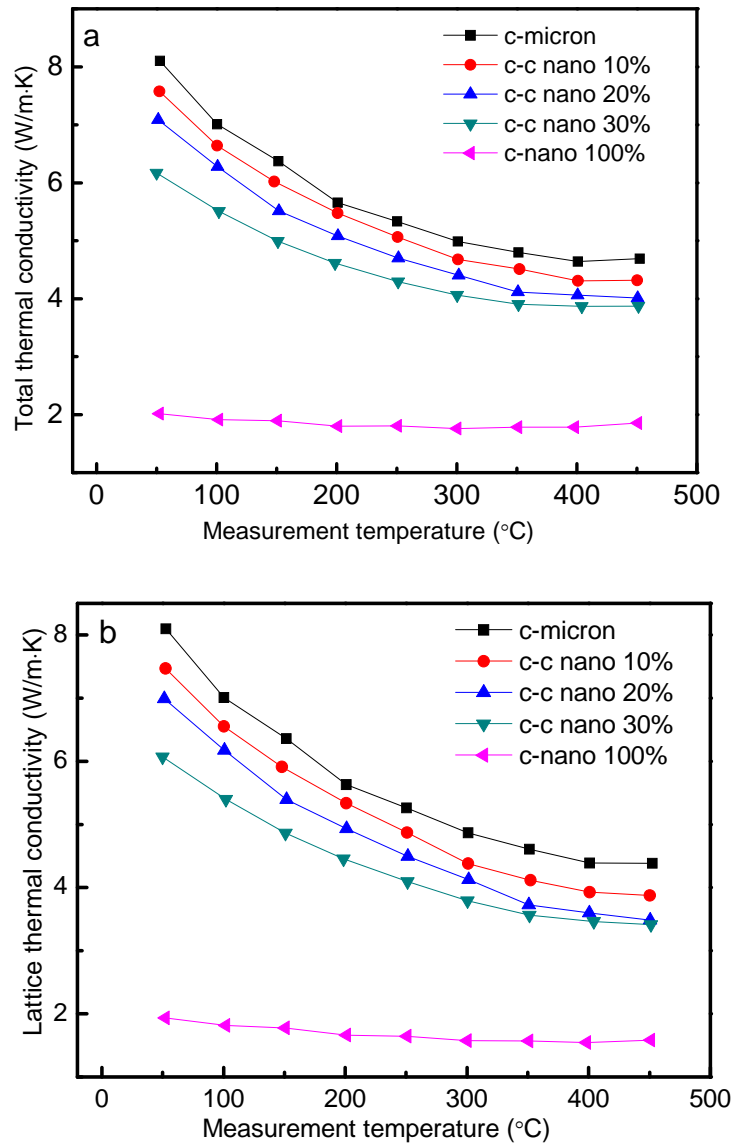 a
c-micron
c-c nano 10%
c-c nano 20%
c-c nano 30%
c-nano 100%
Total thermal conductivity (W/m·K)
8
6
4
2
0 100 200 300 400 500
Measurement temperature (°C)
b
c-micron
c-c nano 10%
c-c nano 20%
c-c nano 30%
c-nano 100%
Lattice thermal conductivity (W/m·K)
8
6
4
2
0 100 200 300 400 500
Measurement temperature (°C)